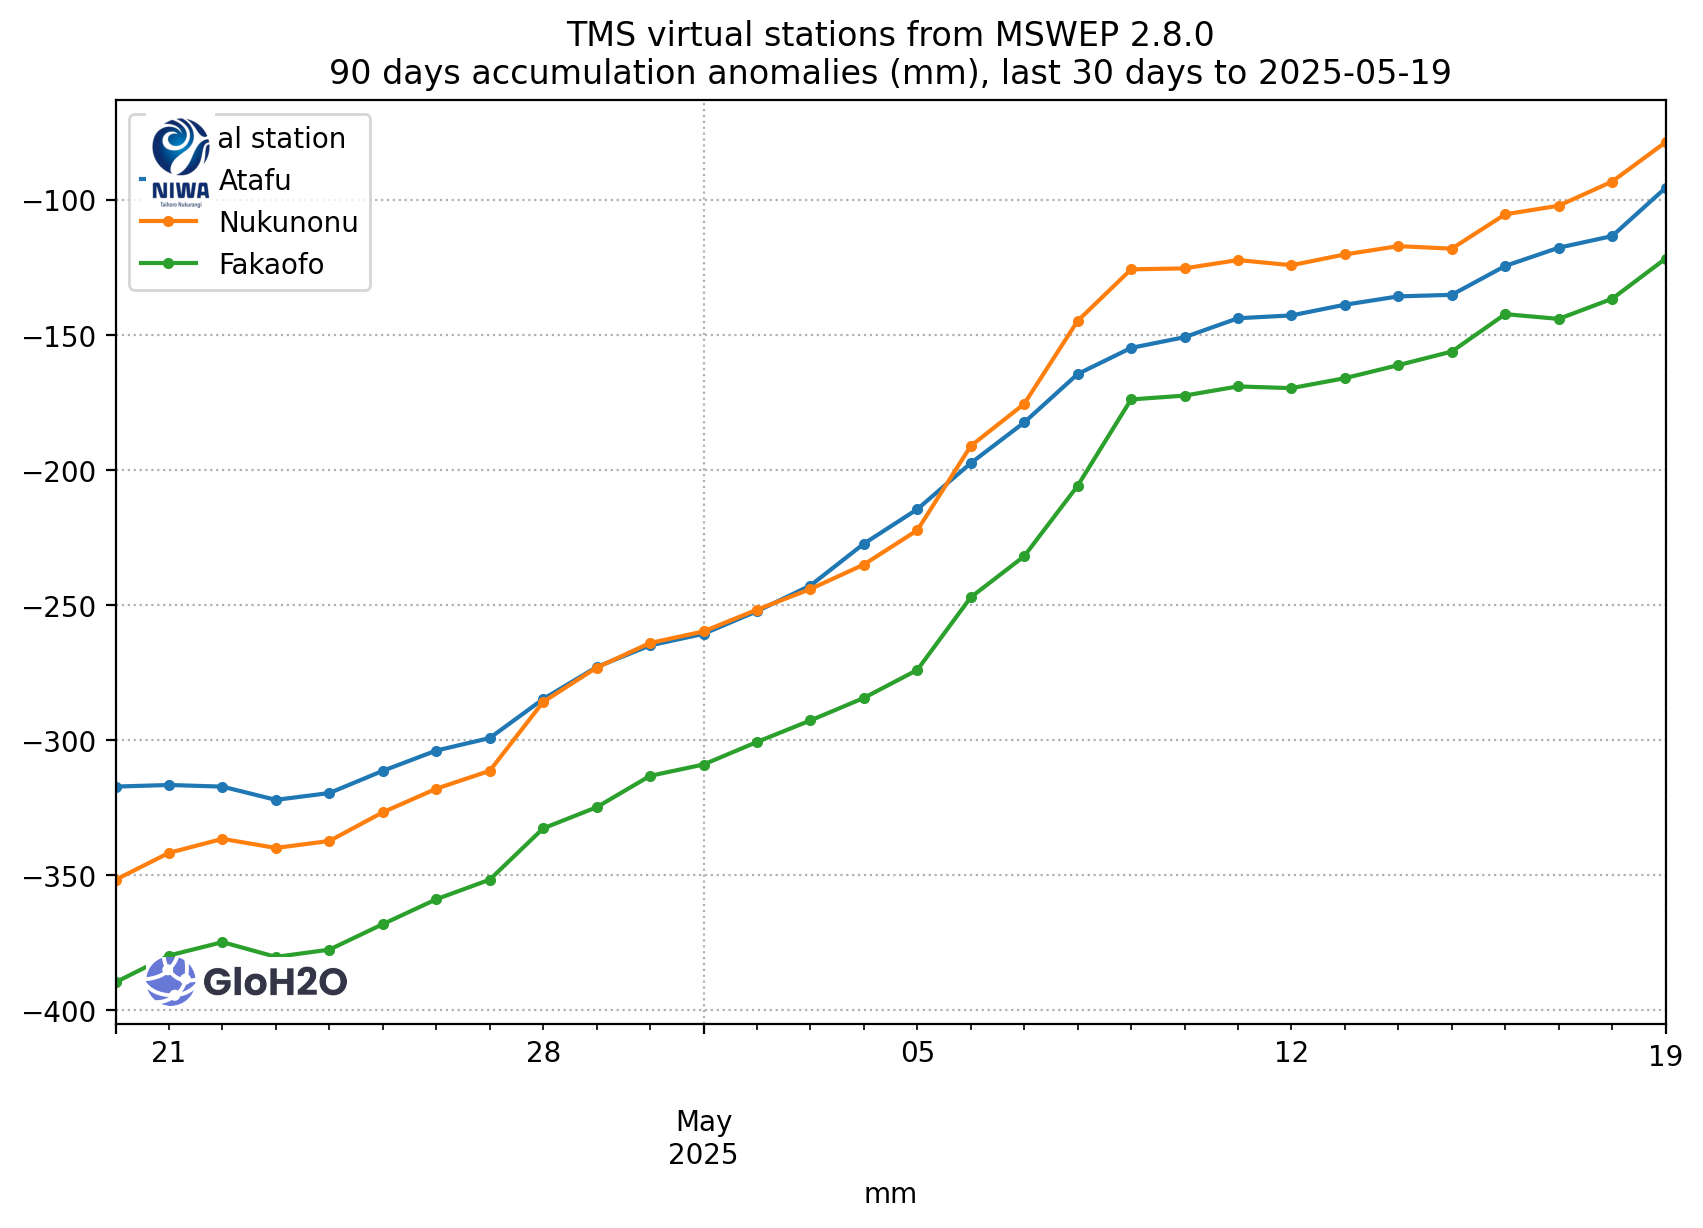 TMS virtual stations from MSWEP 2.8.0
90 days accumulation anomalies (mm), last 30 days to 2025-05-19
al station
Atafu
Nukunonu
Fakaofo
NIWA
Taihoro Nukurangi
−100
−150
−200
−250
−300
−350
−400
GloH2O
21
28
05
12
19
May
2025
mm